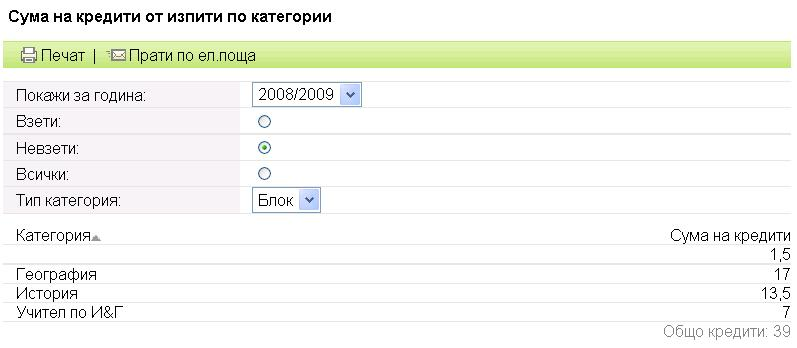 Сума на кредити от изпити по категории
Печат | Прати по ел.поща
Покажи за година: 2008/2009
Взети:
Невзети:
Всички:
Тип категория: Блок
Категория Сума на кредити
1,5
География 17
История 13,5
Учител по И&Г 7
Общо кредити: 39